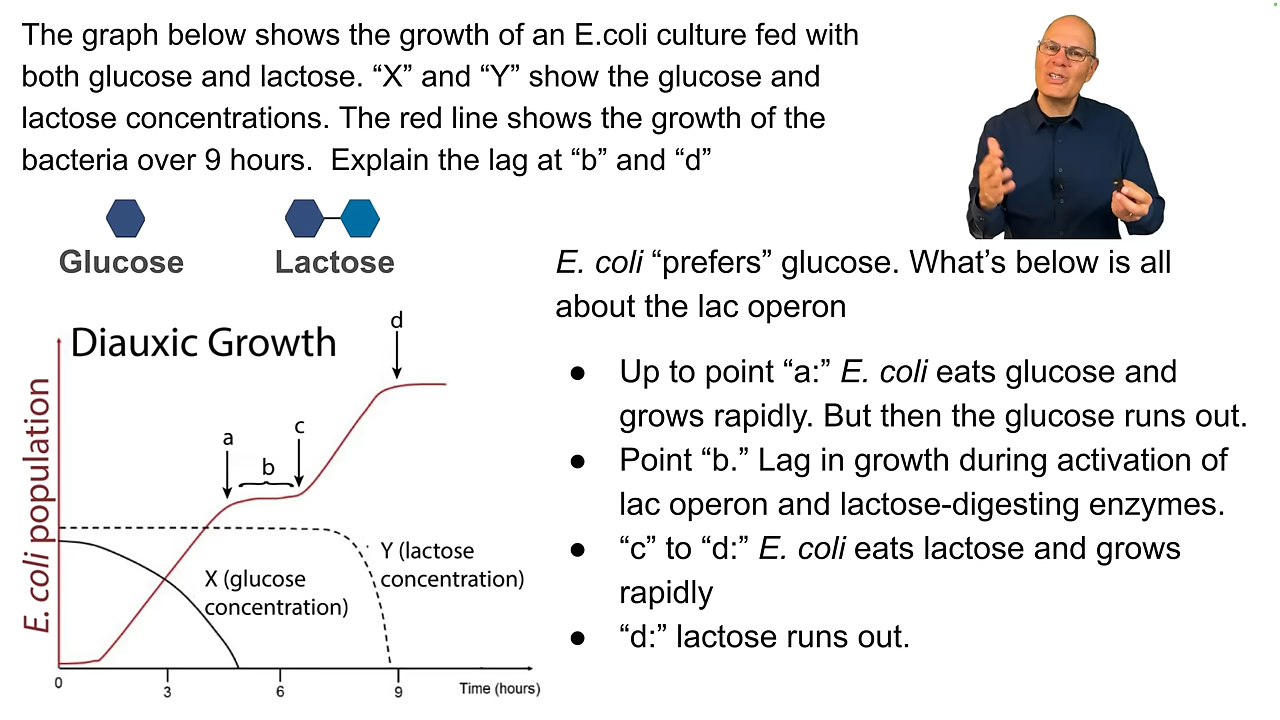 The graph below shows the growth of an E.coli culture fed with
both glucose and lactose. “X” and “Y” show the glucose and
lactose concentrations. The red line shows the growth of the
bacteria over 9 hours.  Explain the lag at “b” and “d”
Glucose
Lactose
E. coli “prefers” glucose. What’s below is all
about the lac operon
● Up to point “a:” E. coli eats glucose and
grows rapidly. But then the glucose runs out.
● Point “b.” Lag in growth during activation of
lac operon and lactose-digesting enzymes.
● “c” to “d:” E. coli eats lactose and grows
rapidly
● “d:” lactose runs out.
Diauxic Growth
d
c
a
b
E. coli population
Y (lactose
concentration)
X (glucose
concentration)
0
3
6
9
Time (hours)